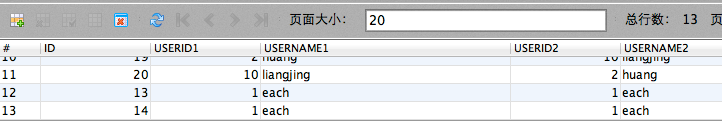 页面大小: 20 总行数: 13 页
# ID USERID1 USERNAME1 USERID2 USERNAME2
10 19 2 huang 10 liangjing
11 20 10 liangjing 2 huang
12 13 1 each 1 each
13 14 1 each 1 each